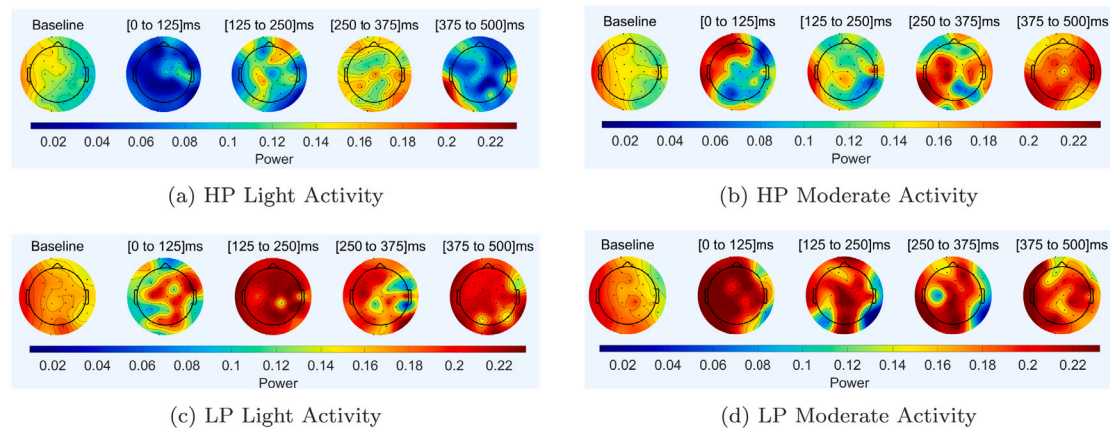 Baseline [0 to 125]ms [125 to 250]ms [250 to 375]ms [375 to 500]ms
0.02 0.04 0.06 0.08 0.1 0.12 0.14 0.16 0.18 0.2 0.22
Power
(a) HP Light Activity
Baseline [0 to 125]ms [125 to 250]ms [250 to 375]ms [375 to 500]ms
0.02 0.04 0.06 0.08 0.1 0.12 0.14 0.16 0.18 0.2 0.22
Power
(b) HP Moderate Activity
Baseline [0 to 125]ms [125 to 250]ms [250 to 375]ms [375 to 500]ms
0.02 0.04 0.06 0.08 0.1 0.12 0.14 0.16 0.18 0.2 0.22
Power
(c) LP Light Activity
Baseline [0 to 125]ms [125 to 250]ms [250 to 375]ms [375 to 500]ms
0.02 0.04 0.06 0.08 0.1 0.12 0.14 0.16 0.18 0.2 0.22
Power
(d) LP Moderate Activity